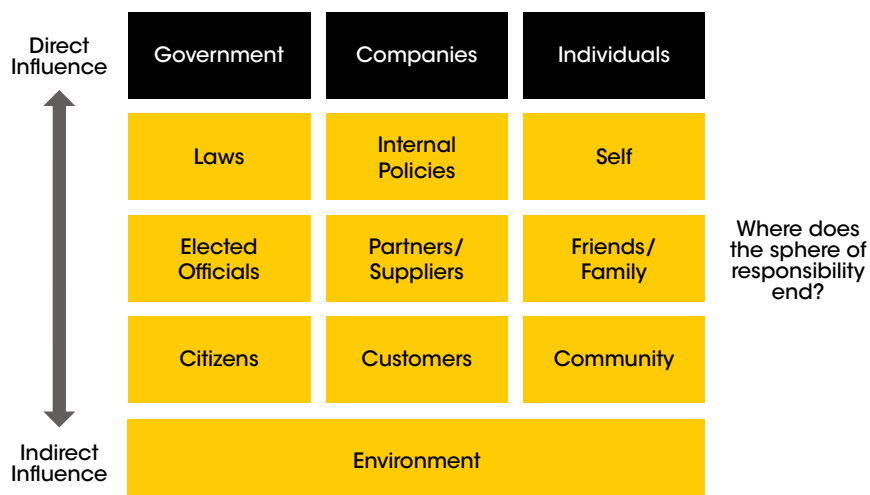 Direct
Influence
Government
Companies
Individuals
Laws
Internal
Policies
Self
Elected
Officials
Partners/
Suppliers
Friends/
Family
Where does
the sphere of
responsibility
end?
Citizens
Customers
Community
Indirect
Influence
Environment